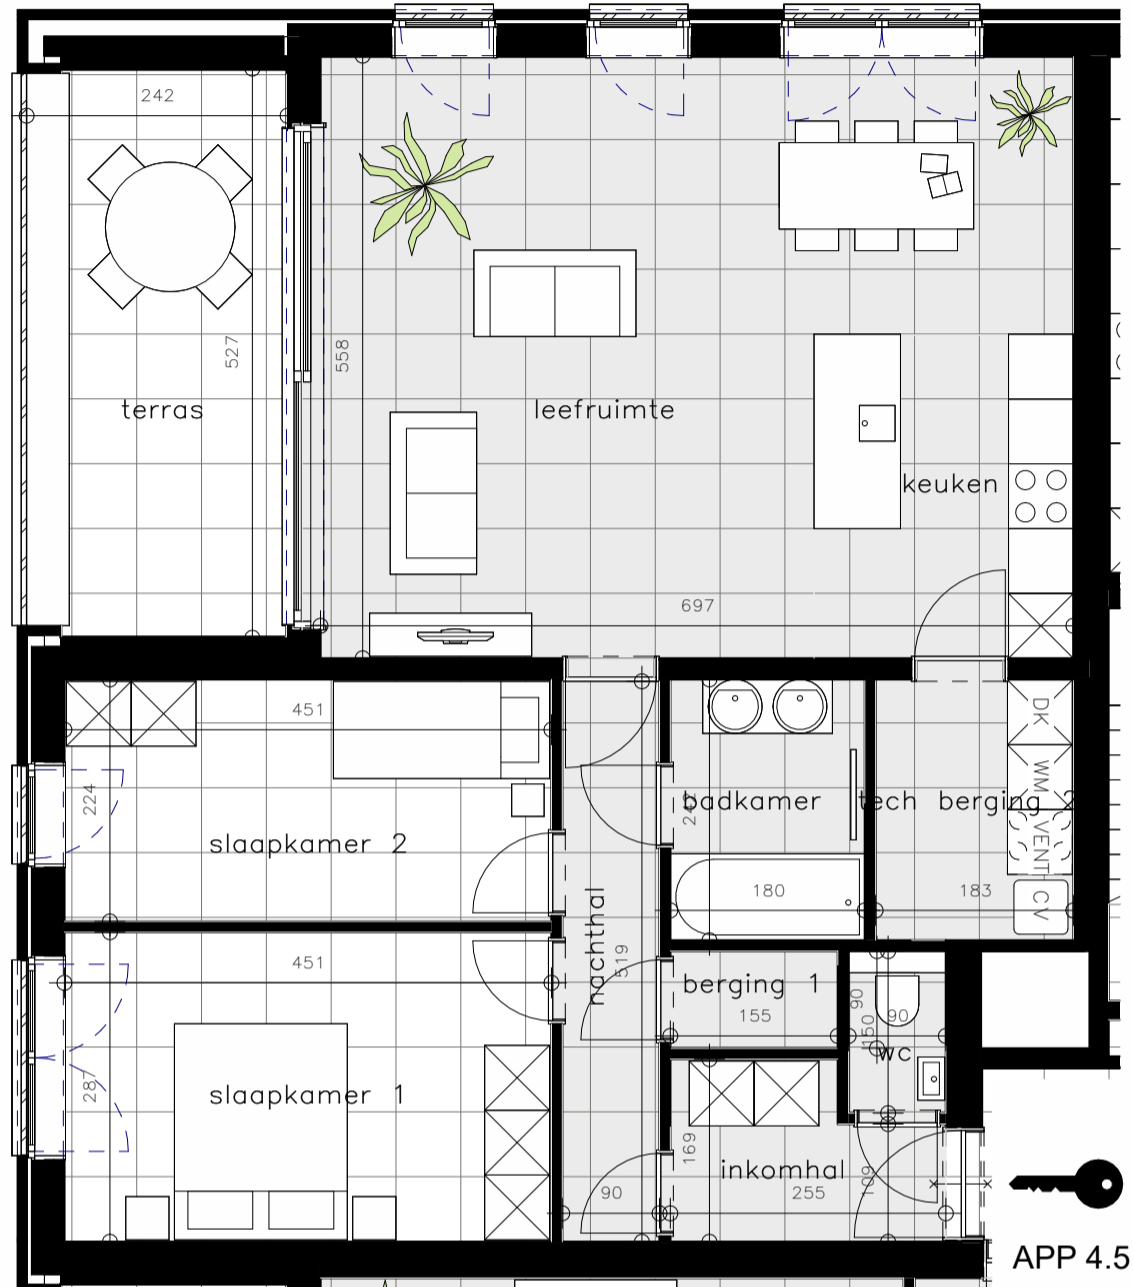 242
527
558
terras
leefruimte
keuken
697
451
224
slaapkamer 2
badkamer
tech berging 2
DK
WM
VENT
CV
180
183
nachthal
519
451
287
slaapkamer 1
berging 1
155
90
150
90
wc
169
inkomhal
255
109
90
APP 4.5